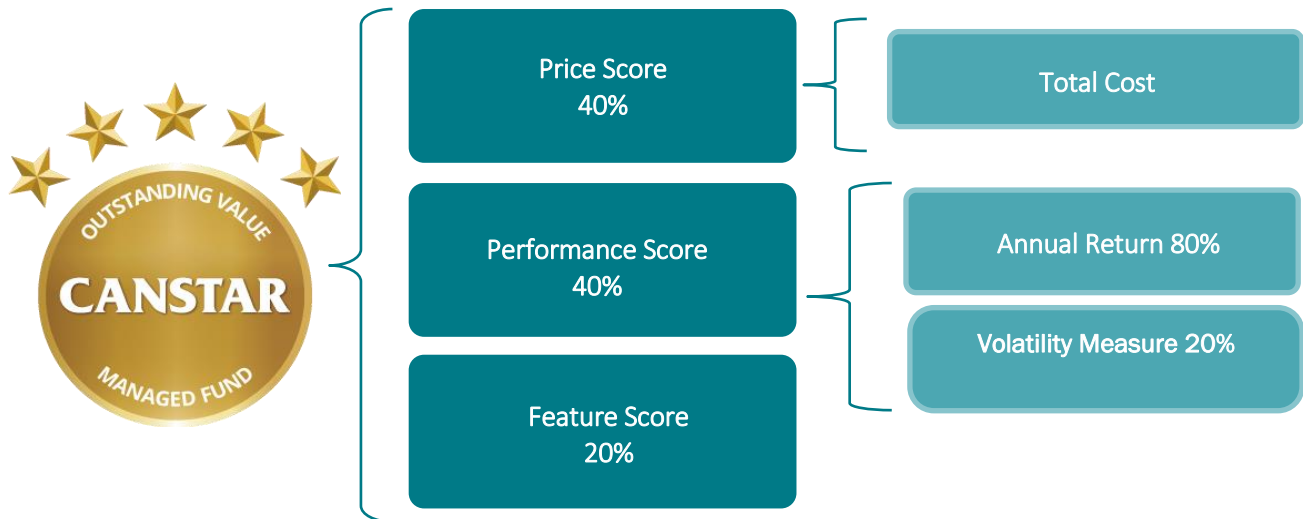 OUTSTANDING VALUE
CANSTAR
MANAGED FUND
Price Score
40%
Total Cost
Performance Score
40%
Annual Return 80%
Volatility Measure 20%
Feature Score
20%